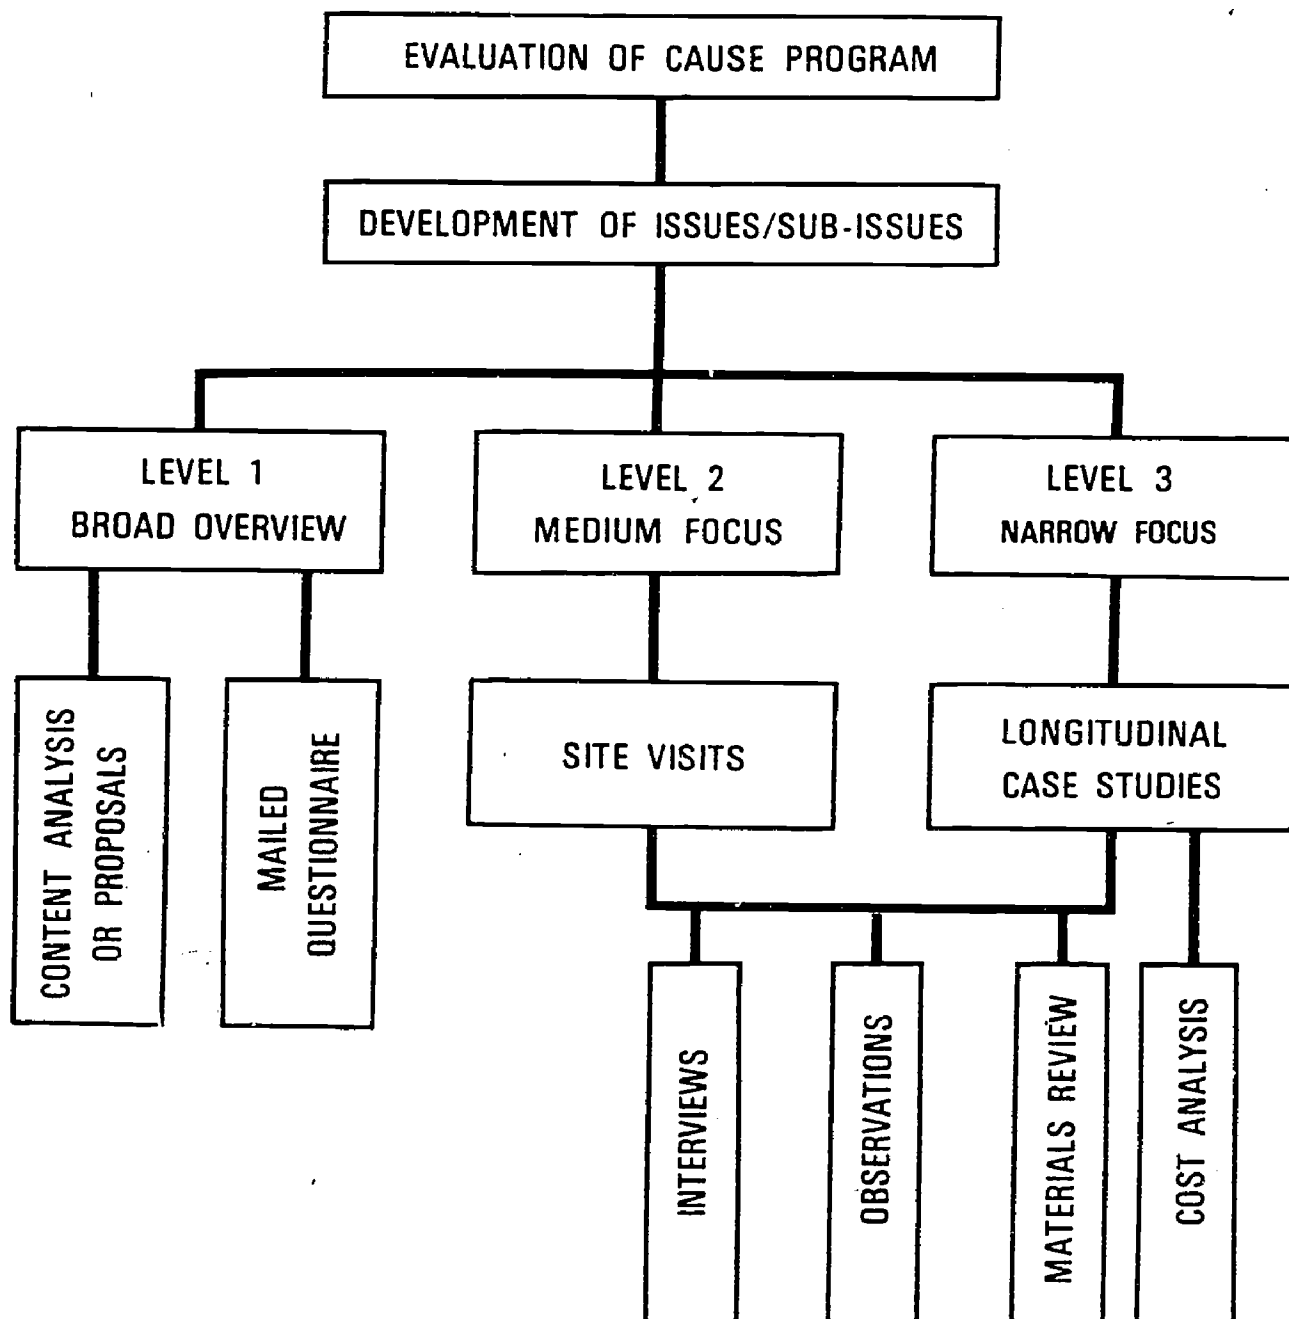 EVALUATION OF CAUSE PROGRAM
DEVELOPMENT OF ISSUES/SUB-ISSUES
LEVEL 1
BROAD OVERVIEW
LEVEL 2
MEDIUM FOCUS
LEVEL 3
NARROW FOCUS
CONTENT ANALYSIS
OR PROPOSALS
MAILED
QUESTIONNAIRE
SITE VISITS
LONGITUDINAL
CASE STUDIES
INTERVIEWS
OBSERVATIONS
MATERIALS REVIEW
COST ANALYSIS